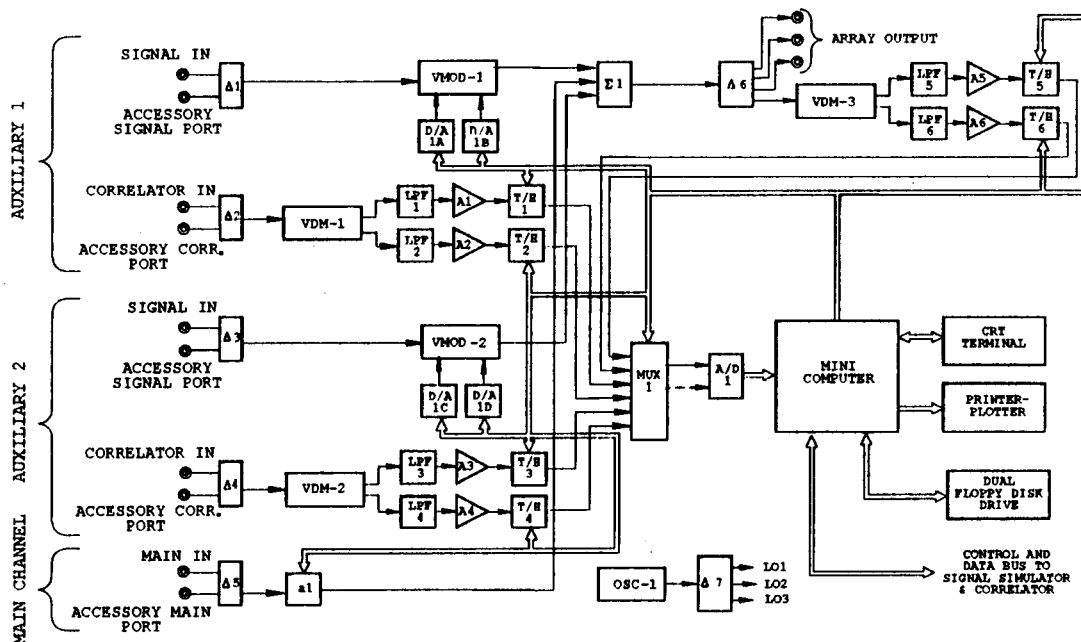 AUXILIARY 1
SIGNAL IN
Δ1
ACCESSORY
SIGNAL PORT
VMOD-1
D/A
1A
D/A
1B
Σ1
Δ6
ARRAY OUTPUT
VDM-3
LPF
5
A5
T/H
5
LPF
6
A6
T/H
6
CORRELATOR IN
Δ2
ACCESSORY CORR.
PORT
VDM-1
LPF
1
A1
T/H
1
LPF
2
A2
T/H
2
AUXILIARY 2
SIGNAL IN
Δ3
ACCESSORY
SIGNAL PORT
VMOD-2
D/A
1C
D/A
1D
MUX
1
A/D
1
MINI
COMPUTER
CRT
TERMINAL
PRINTER-
PLOTTER
DUAL
FLOPPY DISK
DRIVE
CONTROL AND
DATA BUS TO
SIGNAL SIMULATOR
& CORRELATOR
CORRELATOR IN
Δ4
ACCESSORY CORR.
PORT
VDM-2
LPF
3
A3
T/H
3
LPF
4
A4
T/H
4
MAIN CHANNEL
MAIN IN
Δ5
ACCESSORY MAIN
PORT
a1
OSC-1
Δ 7
LO1
LO2
LO3